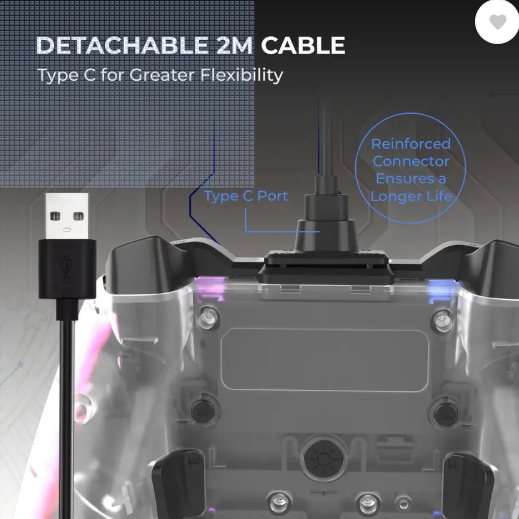 DETACHABLE 2M CABLE
Type C for Greater Flexibility
Reinforced
Connector
Ensures a
Longer Life
Type C Port